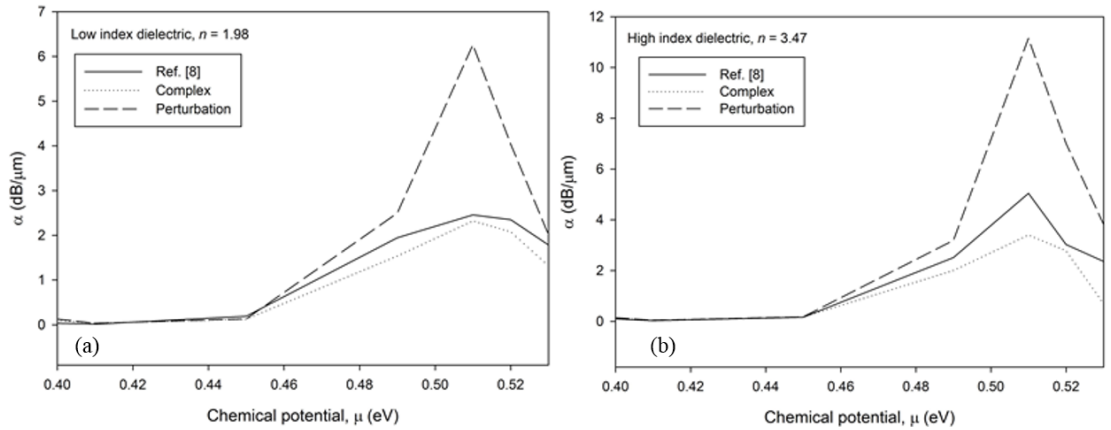 7
6
5
4
3
2
1
0
α (dB/μm)
Low index dielectric, n = 1.98
Ref. [8]
Complex
Perturbation
(a)
0.40 0.42 0.44 0.46 0.48 0.50 0.52
Chemical potential, μ (eV)
12
10
8
6
4
2
0
α (dB/μm)
High index dielectric, n = 3.47
Ref. [8]
Complex
Perturbation
(b)
0.40 0.42 0.44 0.46 0.48 0.50 0.52
Chemical potential, μ (eV)